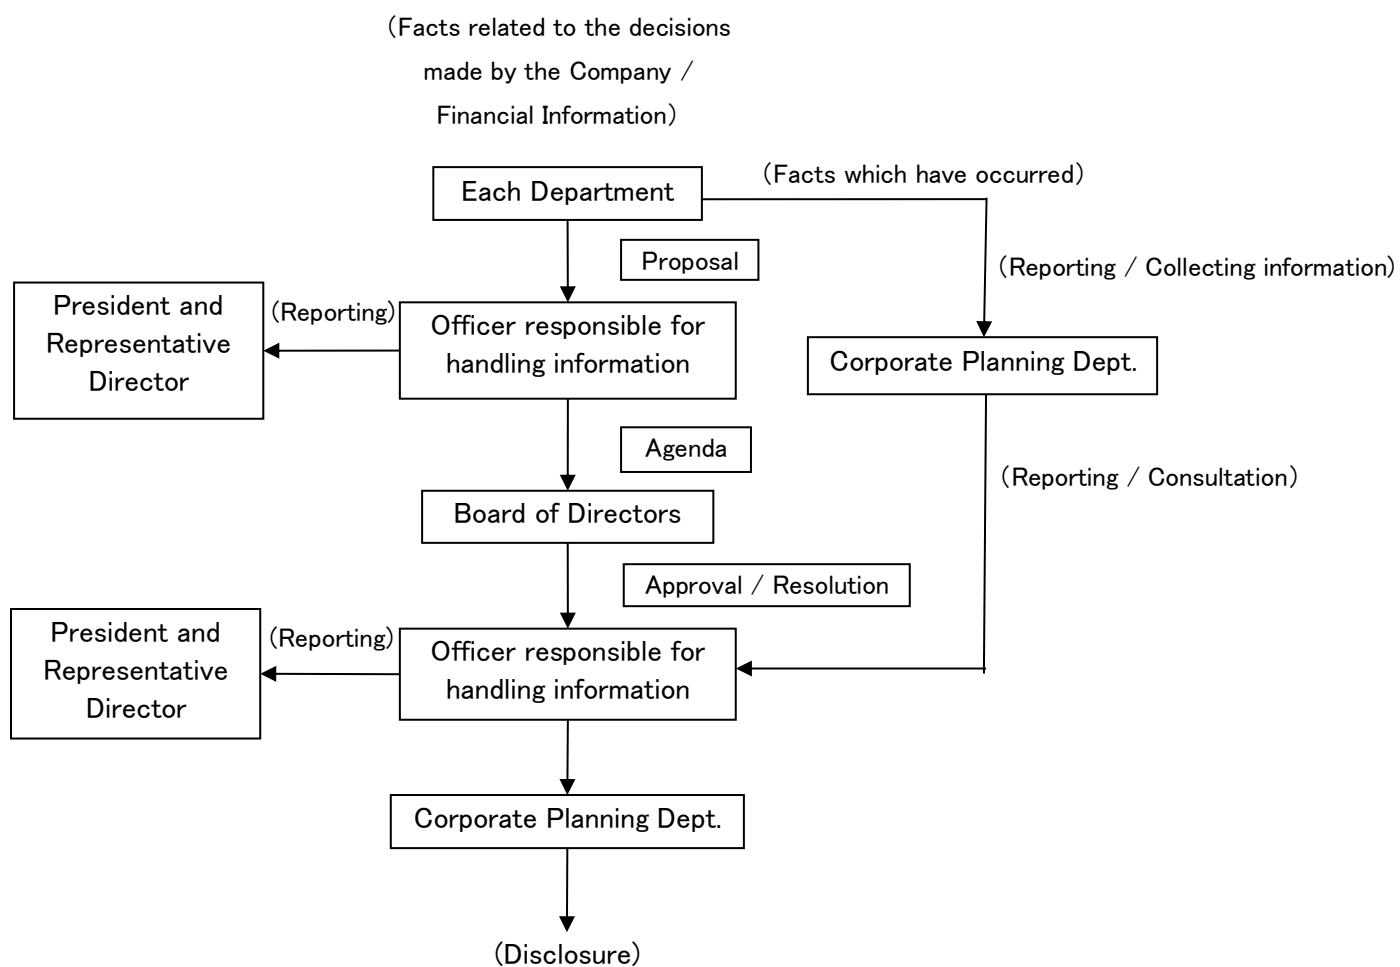 （Facts related to the decisions
made by the Company /
Financial Information）
Each Department
（Facts which have occurred）
Proposal
（Reporting / Collecting information）
President and
Representative
Director
（Reporting）
Officer responsible for
handling information
Corporate Planning Dept.
Agenda
（Reporting / Consultation）
Board of Directors
Approval / Resolution
President and
Representative
Director
（Reporting）
Officer responsible for
handling information
Corporate Planning Dept.
（Disclosure）